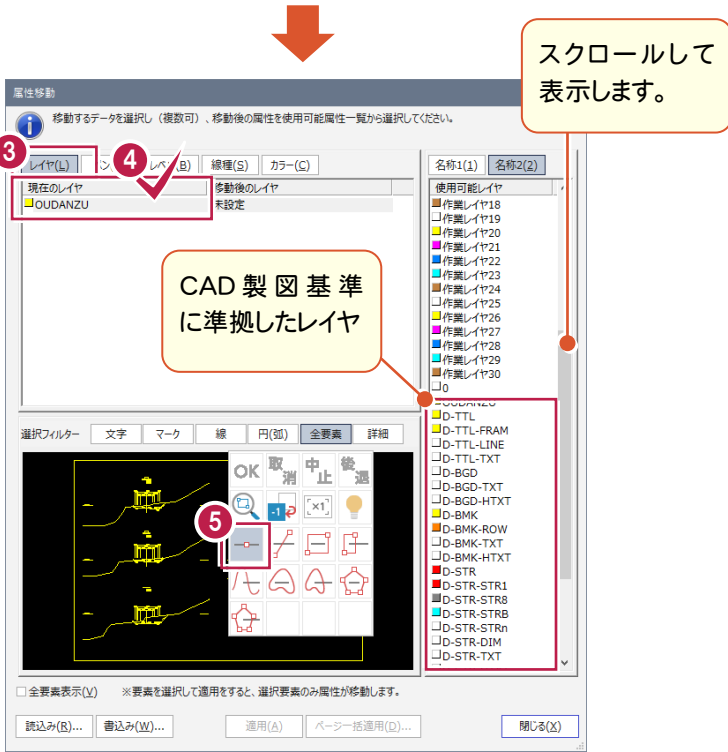 スクロールして
表示します。
属性移動
移動するデータを選択し（複数可）、移動後の属性を使用可能属性一覧から選択してください。
3
4
レイヤ(L)
(B)
線種(S)
カラー(C)
名称1(1)
名称2(2)
現在のレイヤ
移動後のレイヤ
使用可能レイヤ
OUDANZU
未設定
作業レイヤ18
作業レイヤ19
作業レイヤ20
作業レイヤ21
作業レイヤ22
作業レイヤ23
作業レイヤ24
作業レイヤ25
作業レイヤ26
作業レイヤ27
作業レイヤ28
作業レイヤ29
作業レイヤ30
0
OUDANZU
D-TTL
D-TTL-FRAM
D-TTL-LINE
D-TTL-TXT
D-BGD
D-BGD-TXT
D-BGD-HTXT
D-BMK
D-BMK-ROW
D-BMK-TXT
D-BMK-HTXT
D-STR
D-STR-STR1
D-STR-STR8
D-STR-STRB
D-STR-STRn
D-STR-DIM
D-STR-TXT
CAD製図基準
に準拠したレイヤ
選択フィルター
文字
マーク
線
円(弧)
全要素
詳細
OK
取消
中止
後退
-1
[×1]
5
全要素表示(V)
※要素を選択して適用をすると、選択要素のみ属性が移動します。
読込み(R)...
書込み(W)...
適用(A)
ページ一括適用(D)...
閉じる(X)